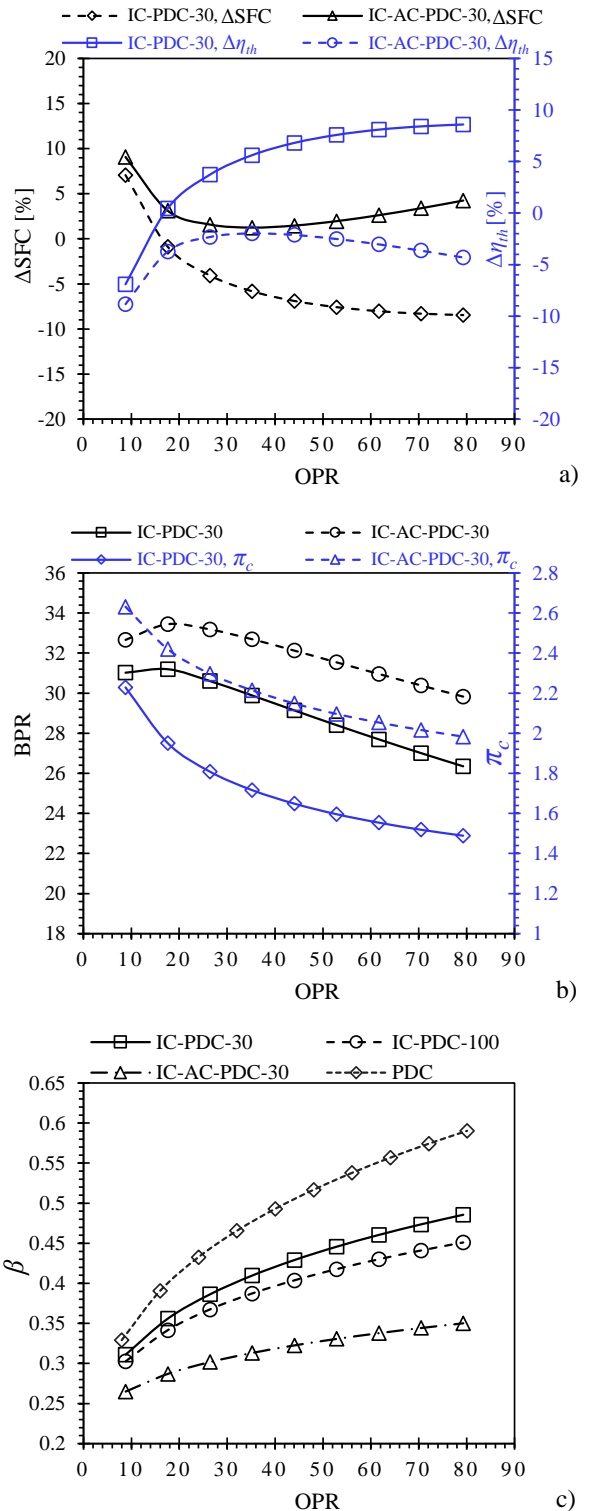 IC-PDC-30, ΔSFC IC-AC-PDC-30, ΔSFC
IC-PDC-30, Δη_th IC-AC-PDC-30, Δη_th
20 20
15 15
10 10
5 5
0 0
-5 -5
-10 -10
-15 -15
-20 -20
ΔSFC [%]
Δη_th [%]
0 10 20 30 40 50 60 70 80 90
OPR
a)
IC-PDC-30 IC-AC-PDC-30
IC-PDC-30, π_c IC-AC-PDC-30, π_c
36 2.8
34 2.6
32 2.4
30 2.2
28 2
26 1.8
24 1.6
22 1.4
20 1.2
18 1
BPR
π_c
0 10 20 30 40 50 60 70 80 90
OPR
b)
IC-PDC-30 IC-PDC-100
IC-AC-PDC-30 PDC
0.65
0.6
0.55
0.5
0.45
0.4
0.35
0.3
0.25
0.2
β
0 10 20 30 40 50 60 70 80 90
OPR
c)